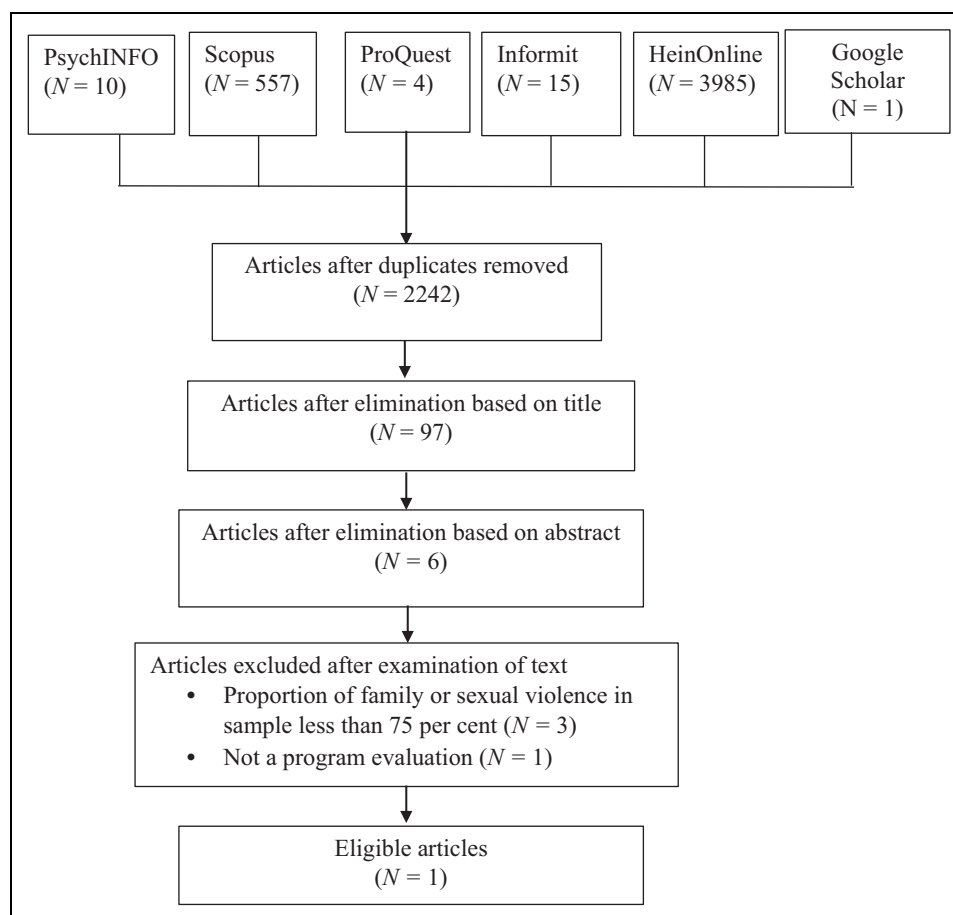 PsychINFO
(N = 10)
Scopus
(N = 557)
ProQuest
(N = 4)
Informit
(N = 15)
HeinOnline
(N = 3985)
Google
Scholar
(N = 1)
Articles after duplicates removed
(N = 2242)
Articles after elimination based on title
(N = 97)
Articles after elimination based on abstract
(N = 6)
Articles excluded after examination of text
• Proportion of family or sexual violence in
sample less than 75 per cent (N = 3)
• Not a program evaluation (N = 1)
Eligible articles
(N = 1)